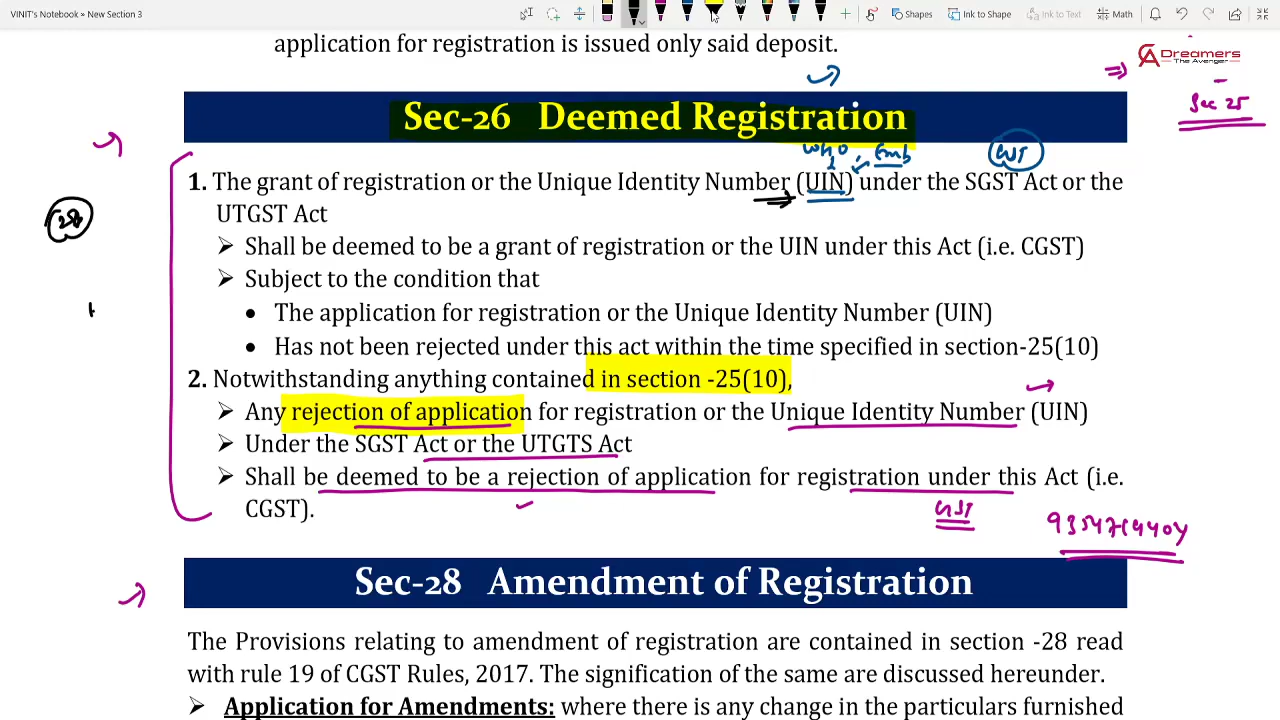 VINIT's Notebook » New Section 3
Shapes
Ink to Shape
Ink to Text
Math
application for registration is issued only said deposit.
Dreamers
The Avenger
Sec 25
Sec-26 Deemed Registration
Who
Emb
GST
1. The grant of registration or the Unique Identity Number (UIN) under the SGST Act or the
UTGST Act
28
➢ Shall be deemed to be a grant of registration or the UIN under this Act (i.e. CGST)
➢ Subject to the condition that
• The application for registration or the Unique Identity Number (UIN)
• Has not been rejected under this act within the time specified in section-25(10)
2. Notwithstanding anything contained in section -25(10),
➢ Any rejection of application for registration or the Unique Identity Number (UIN)
➢ Under the SGST Act or the UTGTS Act
➢ Shall be deemed to be a rejection of application for registration under this Act (i.e.
CGST).
GST
Sec-28 Amendment of Registration
The Provisions relating to amendment of registration are contained in section -28 read
with rule 19 of CGST Rules, 2017. The signification of the same are discussed hereunder.
➢ Application for Amendments: where there is any change in the particulars furnished